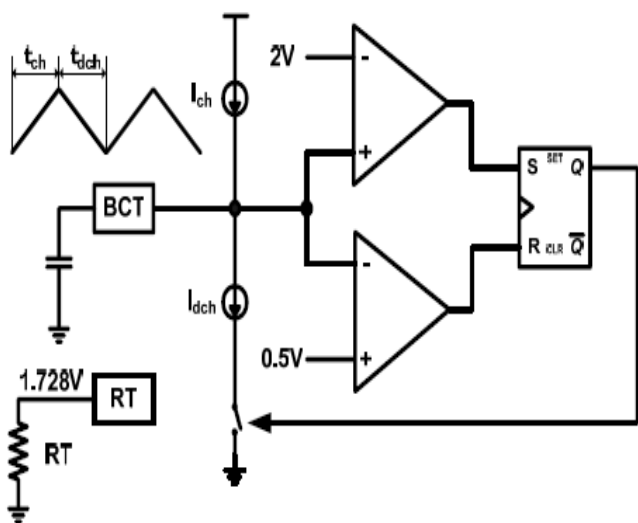 tch tdch
2V
Ich
-
+
S SET Q
BCT
R CLR Q
-
Idch
0.5V
+
1.728V
RT
RT